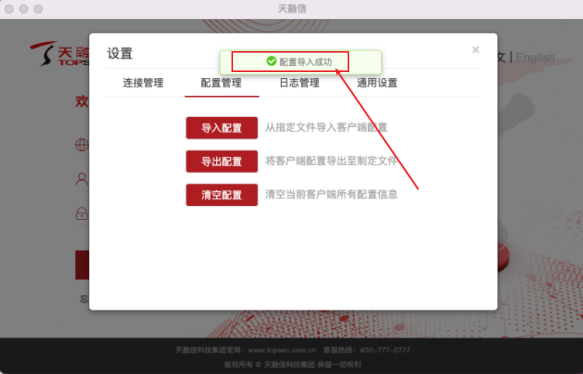 天融信
天融
TOPSE
文 | English
设置
×
配置导入成功
连接管理 配置管理 日志管理 通用设置
欢
导入配置 从指定文件导入客户端配置
导出配置 将客户端配置导出至制定文件
清空配置 清空当前客户端所有配置信息
忘
天融信科技集团官网：www.topsec.com.cn 客服热线：400-777-0777
版权所有 © 天融信科技集团 保留一切权利